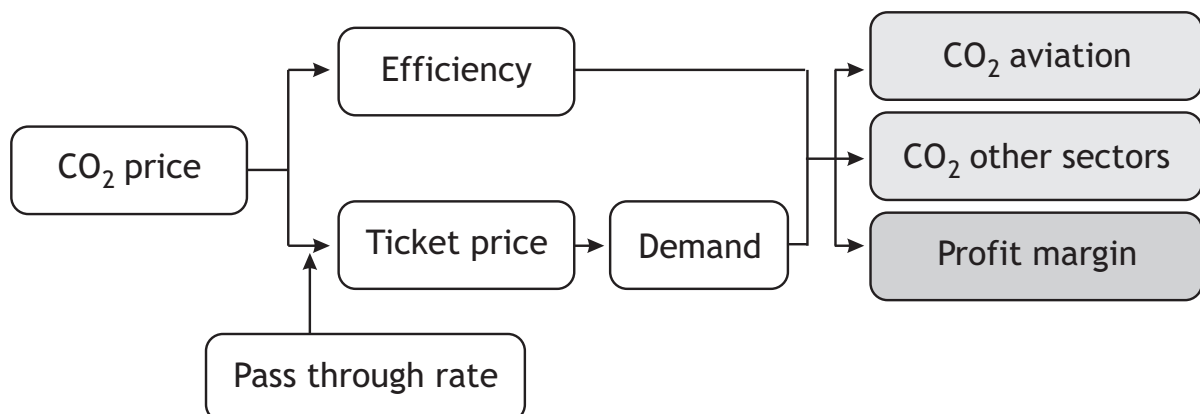 Efficiency
CO₂ aviation
CO₂ price
CO₂ other sectors
Ticket price
Demand
Profit margin
Pass through rate